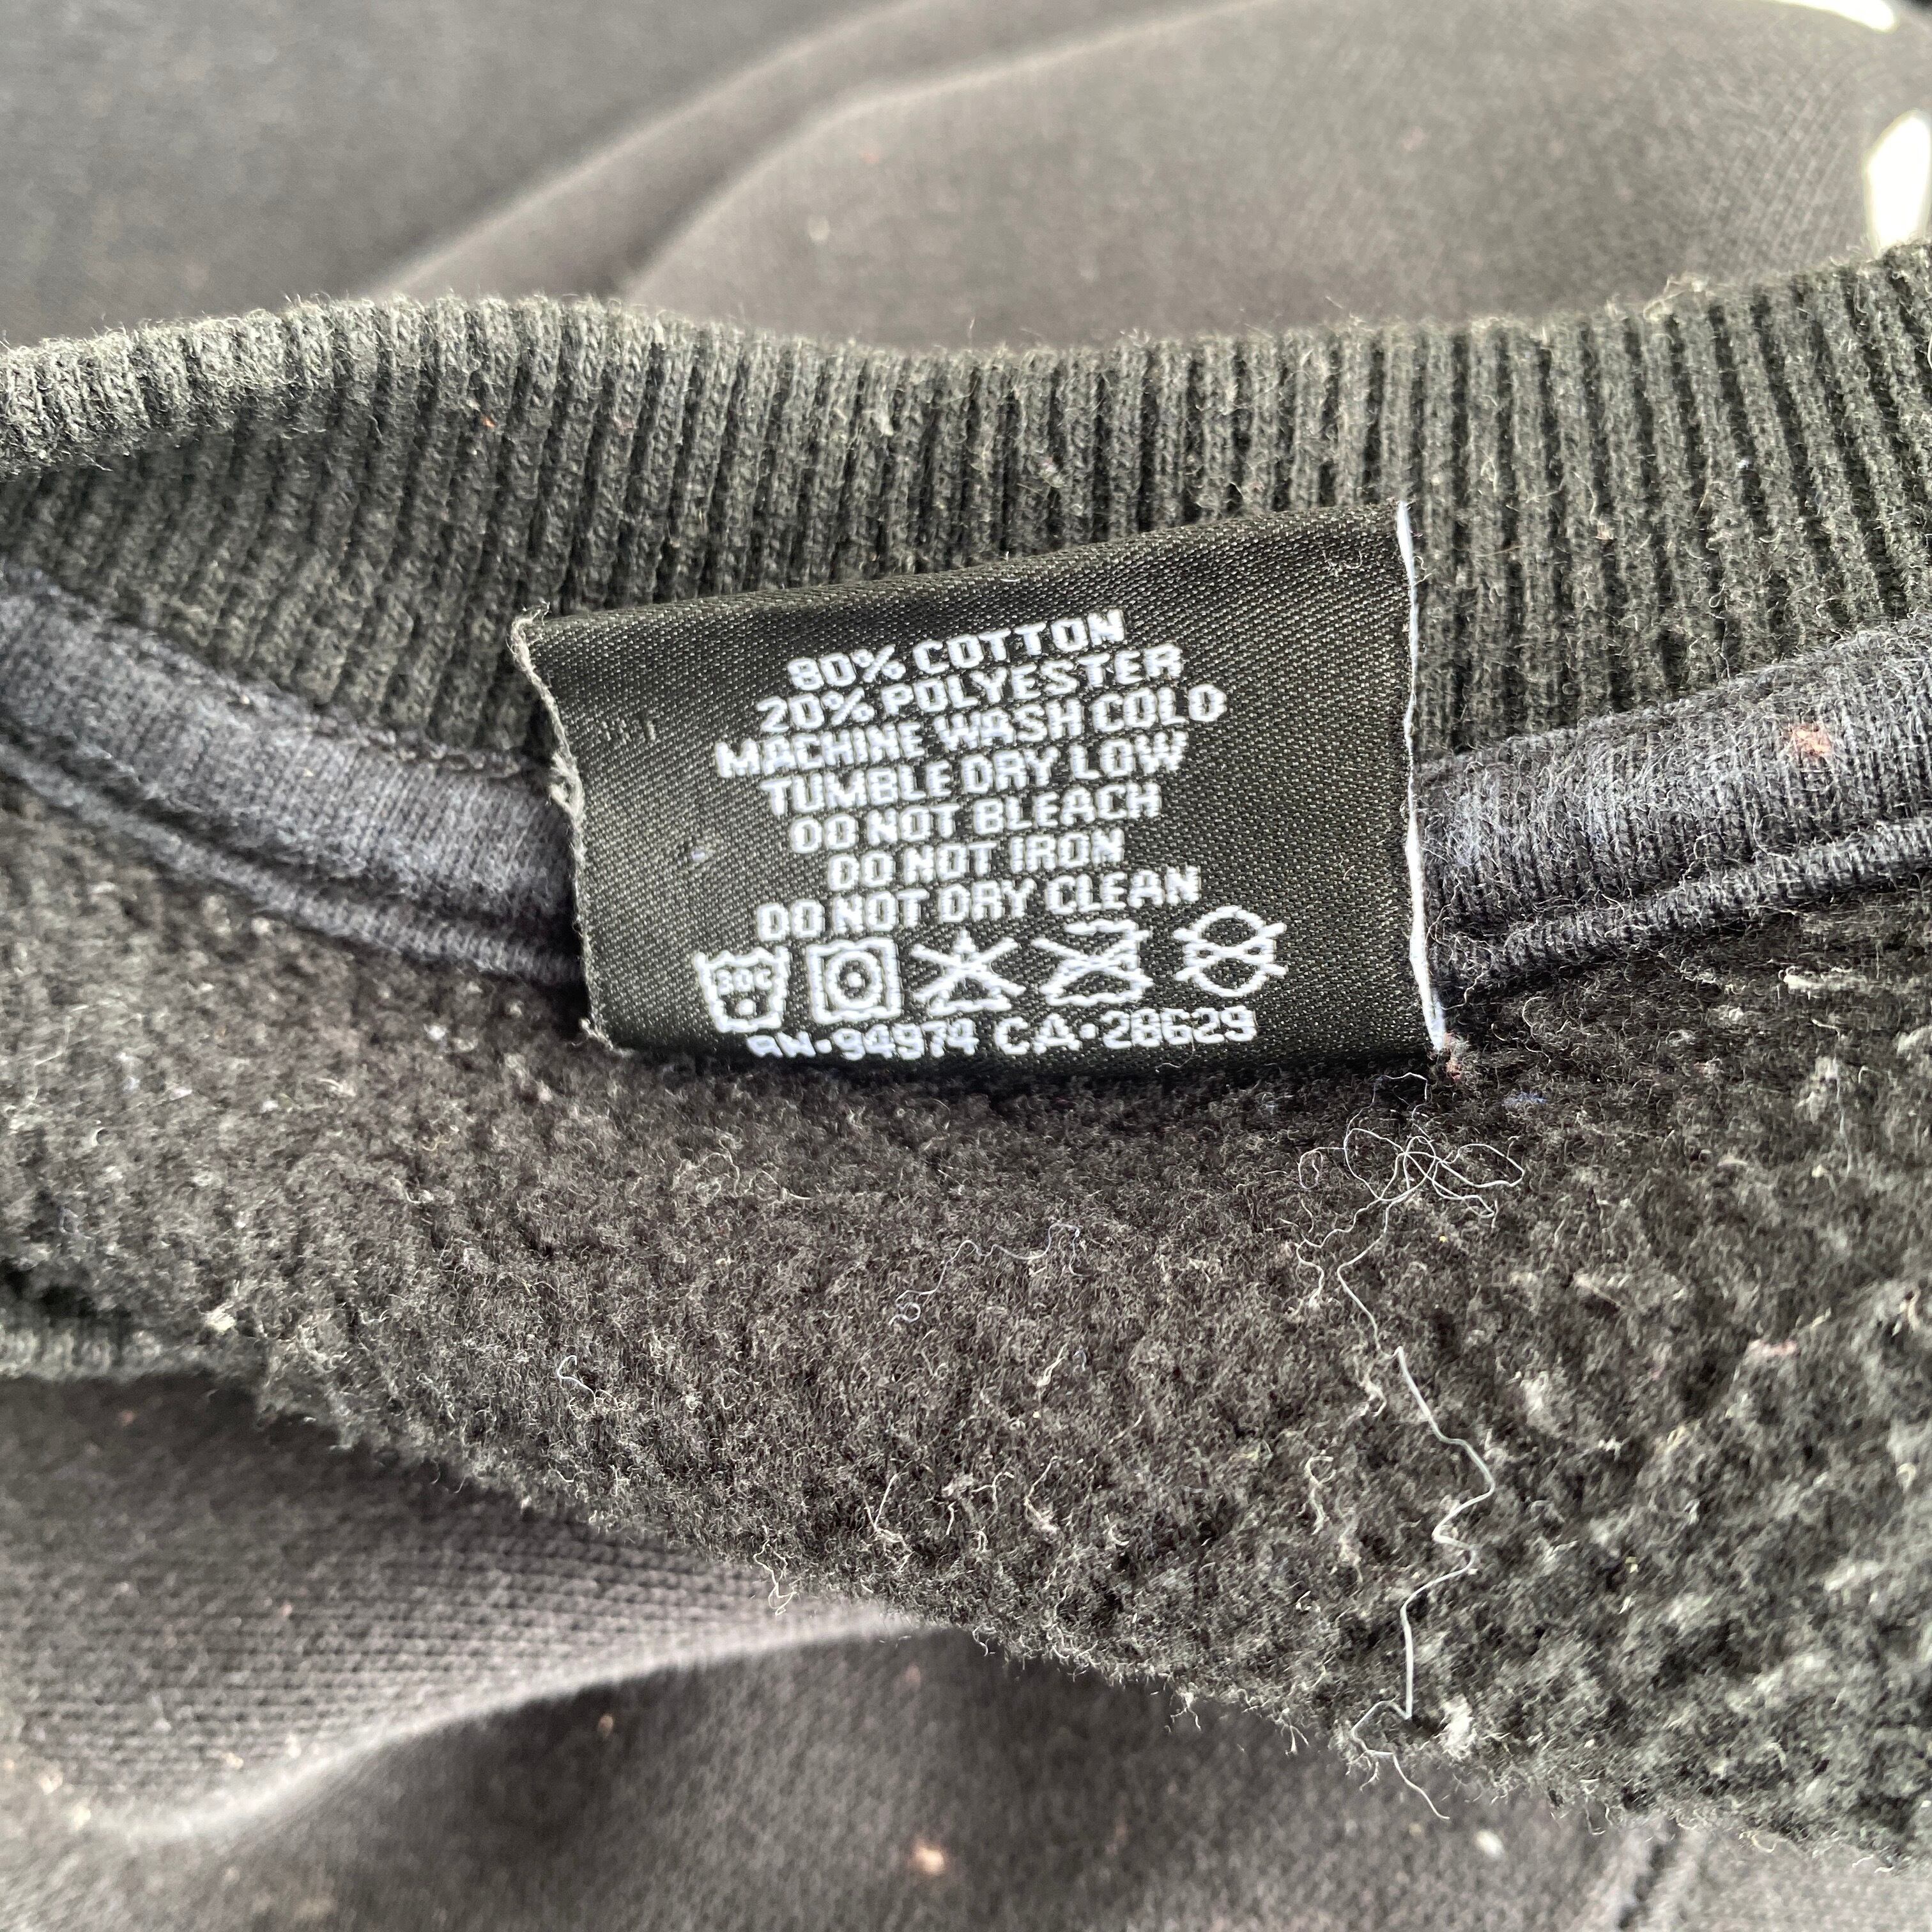 80% COTTON
20% POLYESTER
MACHINE WASH COLD
TUMBLE DRY LOW
DO NOT BLEACH
DO NOT IRON
DO NOT DRY CLEAN
30C
RN•94974 CA•28629